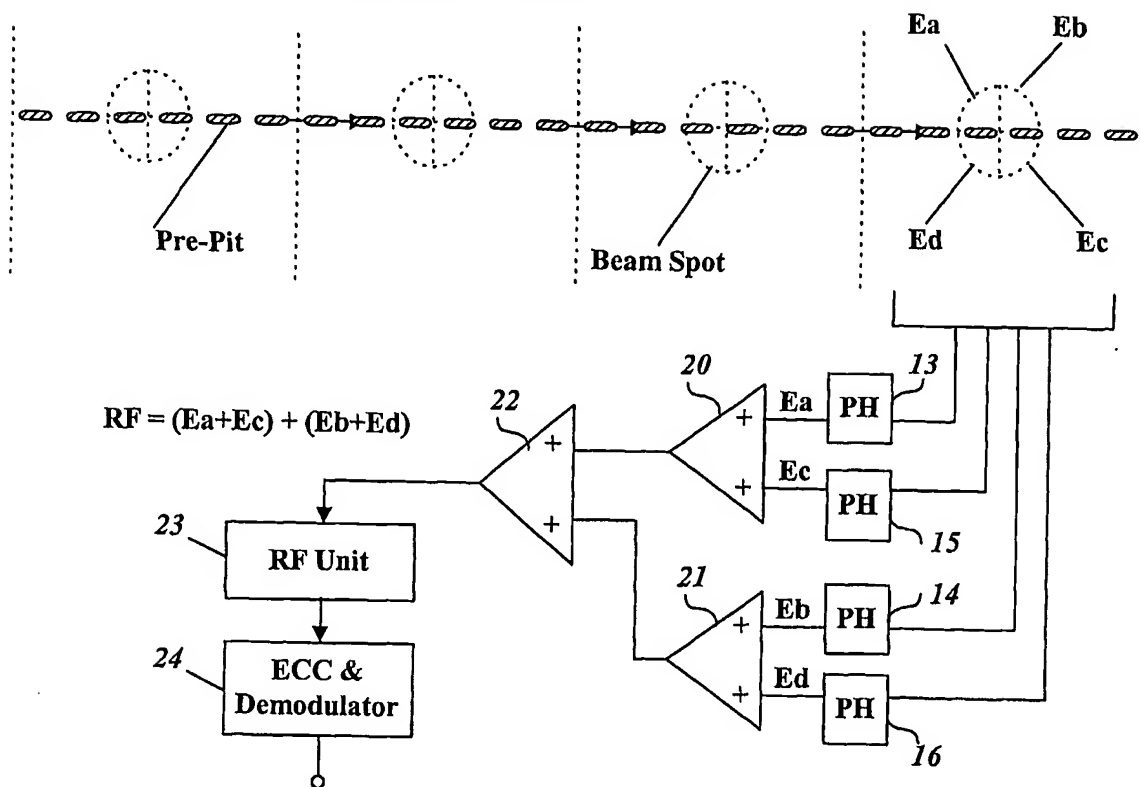 Ea
Eb
Pre-Pit
Beam Spot
Ed
Ec
RF = (Ea+Ec) + (Eb+Ed)
22
20
Ea
PH
13
+
+
+
+
Ec
PH
15
23
RF Unit
21
Eb
PH
14
+
+
Ed
PH
16
24
ECC &
Demodulator